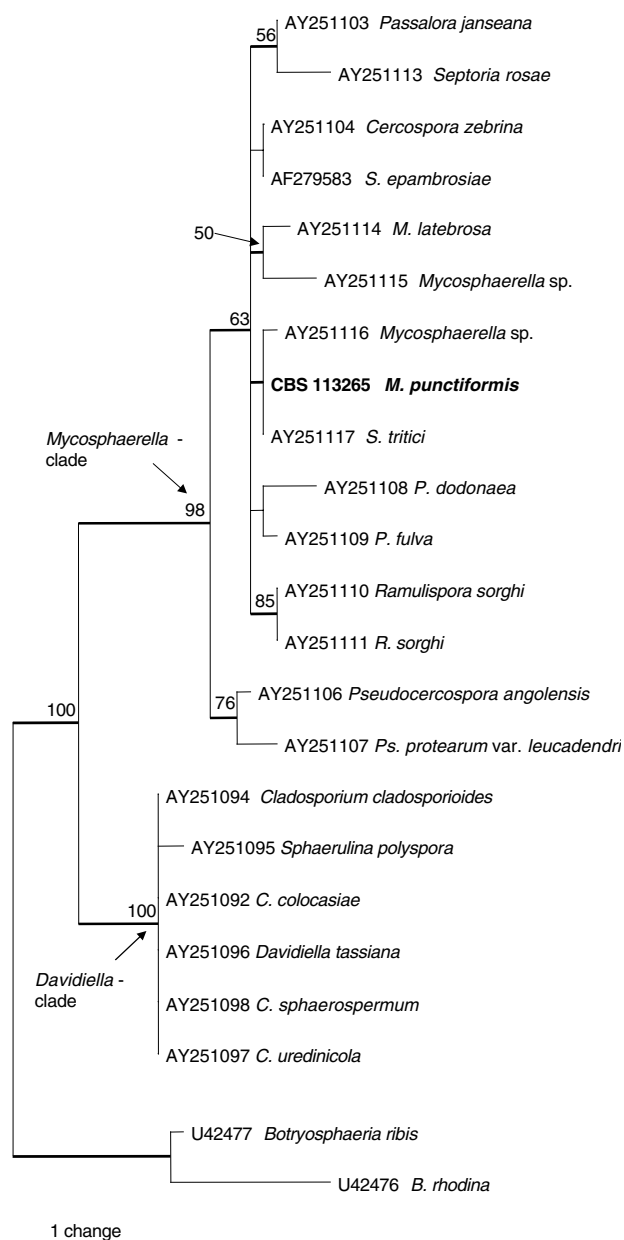 AY251103 Passalora janseana
56
AY251113 Septoria rosae
AY251104 Cercospora zebrina
AF279583 S. epambrosiae
AY251114 M. latebrosa
50
AY251115 Mycosphaerella sp.
63
AY251116 Mycosphaerella sp.
CBS 113265 M. punctiformis
AY251117 S. tritici
Mycosphaerella -
clade
AY251108 P. dodonaea
98
AY251109 P. fulva
85
AY251110 Ramulispora sorghi
AY251111 R. sorghi
76
AY251106 Pseudocercospora angolensis
100
AY251107 Ps. protearum var. leucadendri
AY251094 Cladosporium cladosporioides
AY251095 Sphaerulina polyspora
AY251092 C. colocasiae
100
AY251096 Davidiella tassiana
Davidiella -
clade
AY251098 C. sphaerospermum
AY251097 C. uredinicola
U42477 Botryosphaeria ribis
U42476 B. rhodina
1 change